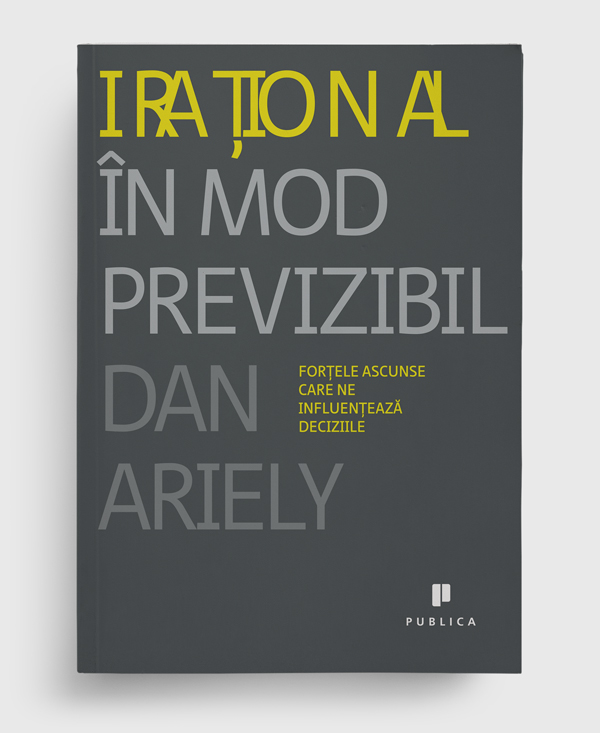 IRAȚIONAL
ÎN MOD
PREVIZIBIL
DAN
ARIELY
FORȚELE ASCUNSE
CARE NE
INFLUENȚEAZĂ
DECIZIILE
PUBLICA